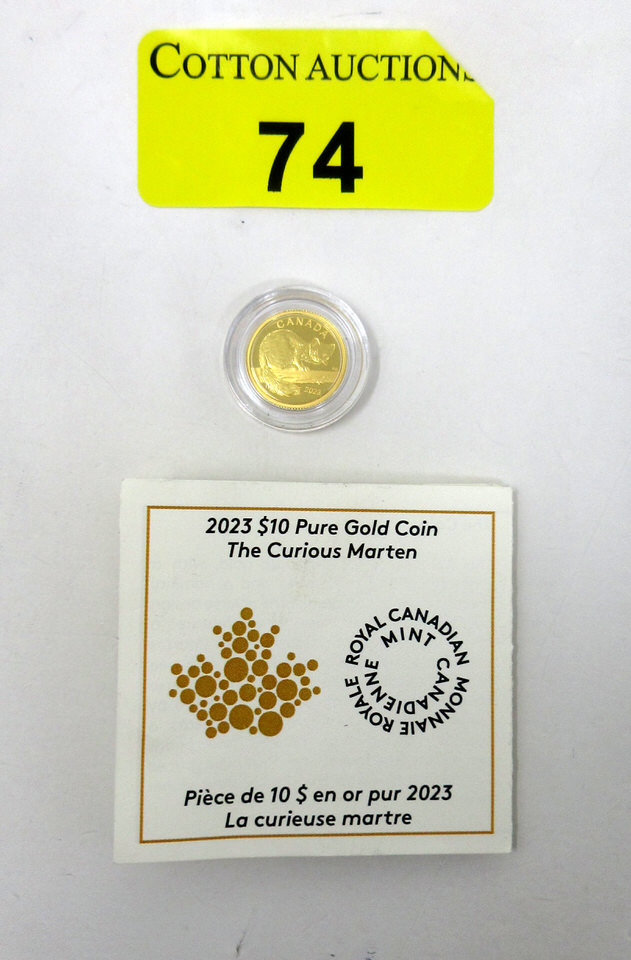 COTTON AUCTIONS
74
CANADA
2023
2023 $10 Pure Gold Coin
The Curious Marten
ROYAL CANADIAN MINT
MONNAIE ROYALE CANADIENNE
Pièce de 10 $ en or pur 2023
La curieuse martre